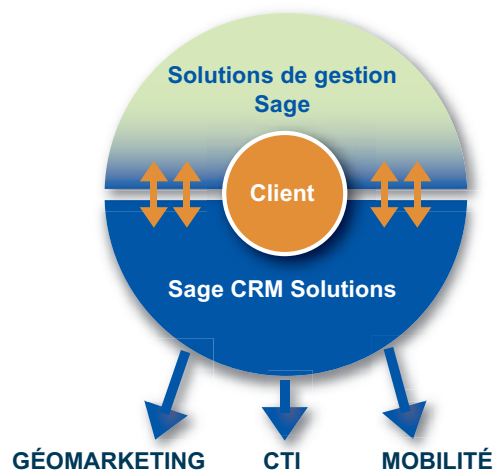 Solutions de gestion
Sage
Client
Sage CRM Solutions
GÉOMARKETING CTI MOBILITÉ